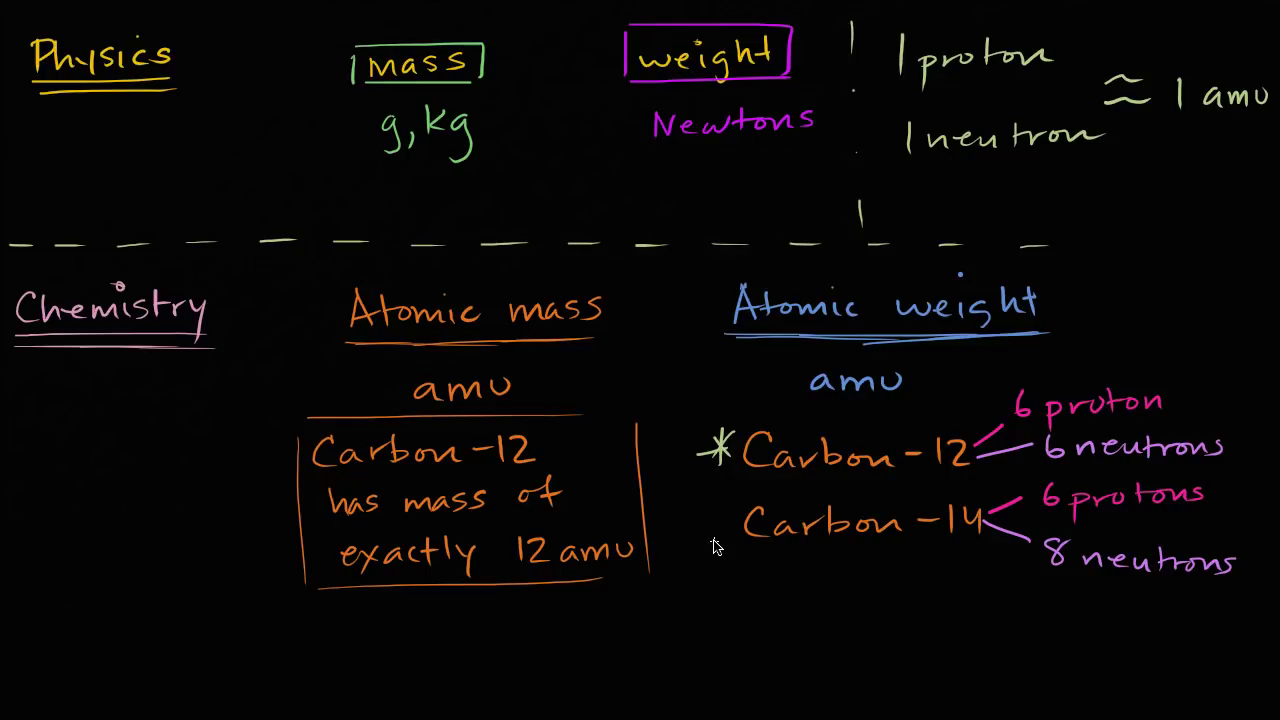 Physics
mass
g, kg
weight
Newtons
1 proton
1 neutron
≈ 1 amu
Chemistry
Atomic mass
amu
Carbon-12
has mass of
exactly 12 amu
Atomic weight
amu
* Carbon-12
6 proton
6 neutrons
Carbon-14
6 protons
8 neutrons